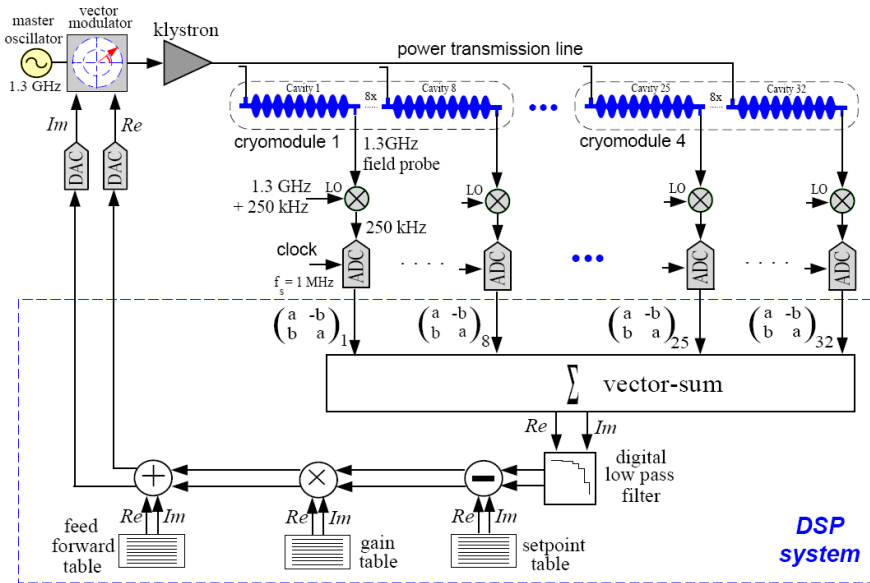 master
oscillator
1.3 GHz
vector
modulator
klystron
power transmission line
Cavity 1
8x
Cavity 8
Cavity 25
8x
Cavity 32
cryomodule 1
cryomodule 4
Im
Re
DAC
DAC
1.3GHz
field probe
1.3 GHz
+ 250 kHz
LO
LO
LO
LO
250 kHz
clock
f s = 1 MHz
ADC
ADC
ADC
ADC
(a -b
b a) 1
(a -b
b a) 8
(a -b
b a) 25
(a -b
b a) 32
Σ vector-sum
Re
Im
digital
low pass
filter
+
×
−
Re
Im
Re
Im
Re
Im
feed
forward
table
gain
table
setpoint
table
DSP
system